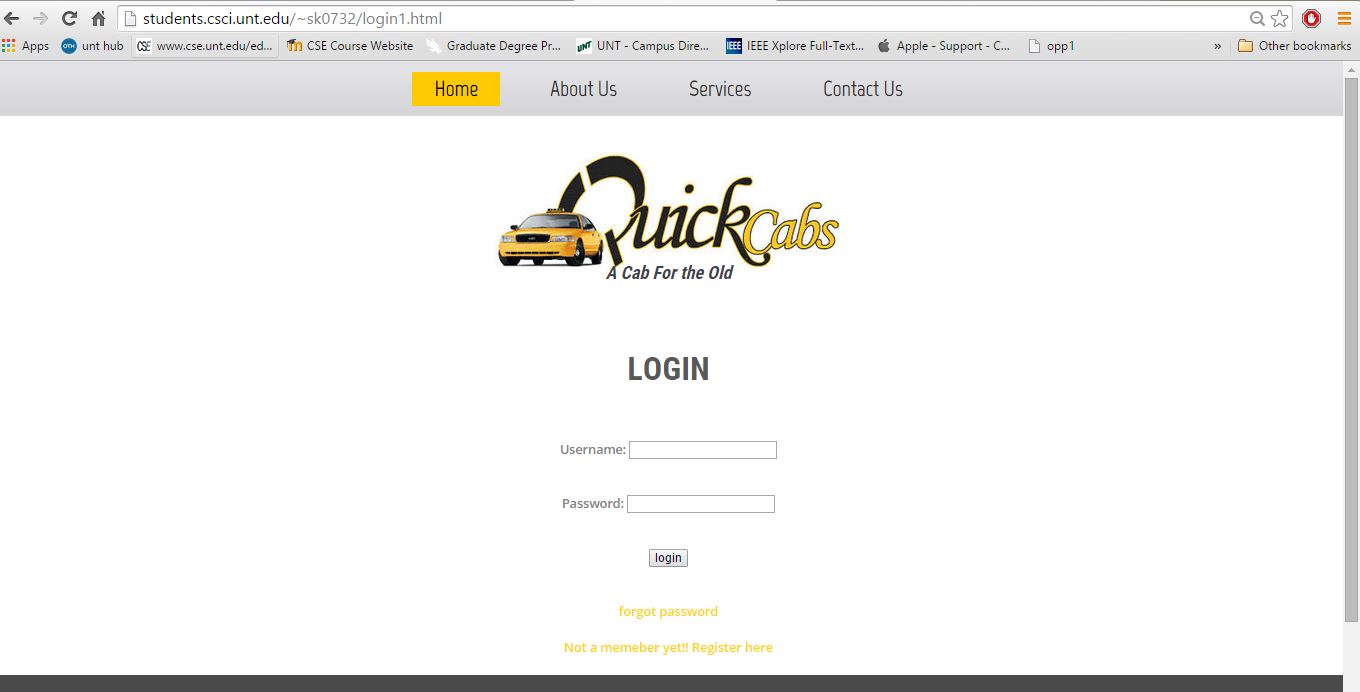 students.csci.unt.edu/~sk0732/login1.html
Apps unt hub www.cse.unt.edu/ed... CSE Course Website Graduate Degree Pr... UNT - Campus Dire... IEEE Xplore Full-Text... Apple - Support - C... opp1 » Other bookmarks
Home About Us Services Contact Us
QuickCabs
A Cab For the Old
LOGIN
Username:
Password:
login
forgot password
Not a memeber yet!! Register here